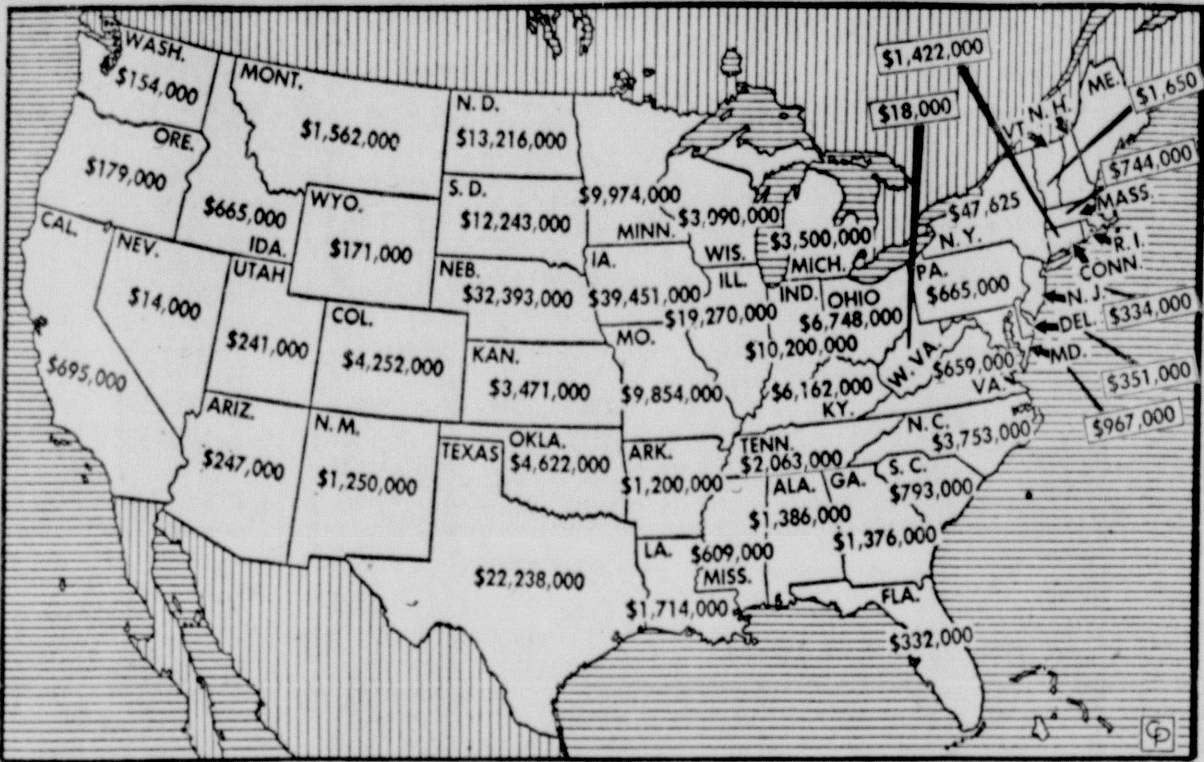 WASH.
$154,000
ORE.
$179,000
CAL.
$695,000
NEV.
$14,000
IDA.
$665,000
MONT.
$1,562,000
WYO.
$171,000
UTAH
$241,000
COL.
$4,252,000
ARIZ.
$247,000
N.M.
$1,250,000
N.D.
$13,216,000
S.D.
$12,243,000
NEB.
$32,393,000
KAN.
$3,471,000
OKLA.
$4,622,000
TEXAS
$22,238,000
$9,974,000
MINN.
IA.
$39,451,000
MO.
$9,854,000
ARK.
$1,200,000
LA.
$1,714,000
$3,090,000
WIS.
ILL.
$19,270,000
$3,500,000
MICH.
IND.
$10,200,000
OHIO
$6,748,000
$6,162,000
KY.
TENN.
$2,063,000
$609,000
MISS.
ALA.
$1,386,000
GA.
$1,376,000
FLA.
$332,000
S.C.
$793,000
N.C.
$3,753,000
W.VA.
$659,000
VA.
PA.
$665,000
$47,625
N.Y.
$1,422,000
$18,000
VT.
N.H.
ME.
$1,650
$744,000
MASS.
R.I.
CONN.
N.J.
$334,000
DEL.
$351,000
MD.
$967,000
CP